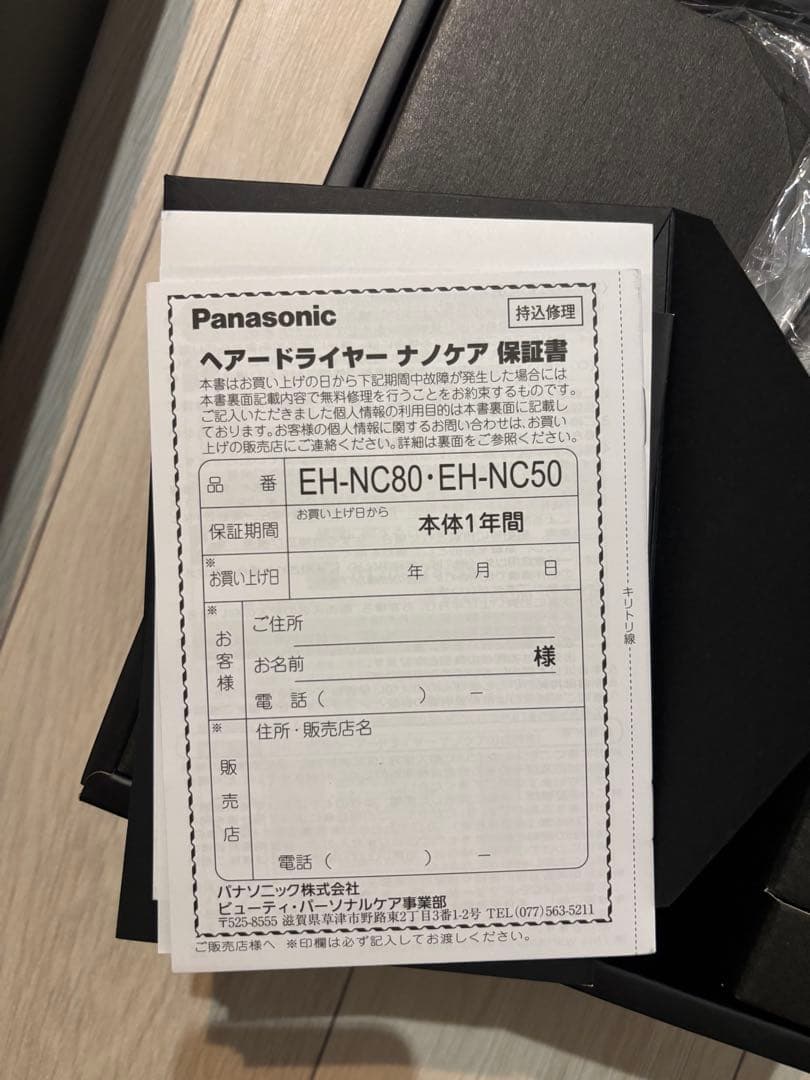 Panasonic
持込修理
ヘアードライヤー ナノケア 保証書
本書はお買い上げの日から下記期間中故障が発生した場合には
本書裏面記載内容で無料修理を行うことをお約束するものです。
ご記入いただきました個人情報の利用目的は本書裏面に記載し
ております。お客様の個人情報に関するお問い合わせは、お買い
上げの販売店にご連絡ください。詳細は裏面をご参照ください。
品 番 EH-NC80・EH-NC50
保証期間 お買い上げ日から 本体1年間
※お買い上げ日 年 月 日
※お客様
ご住所
お名前 様
電 話 ( ) ー
※販売店
住所・販売店名
電話 ( ) ー
パナソニック株式会社
ビューティ・パーソナルケア事業部
〒525-8555 滋賀県草津市野路東2丁目3番1-2号 TEL(077)563-5211
ご販売店様へ ※印欄は必ず記入してお渡しください。
キリトリ線